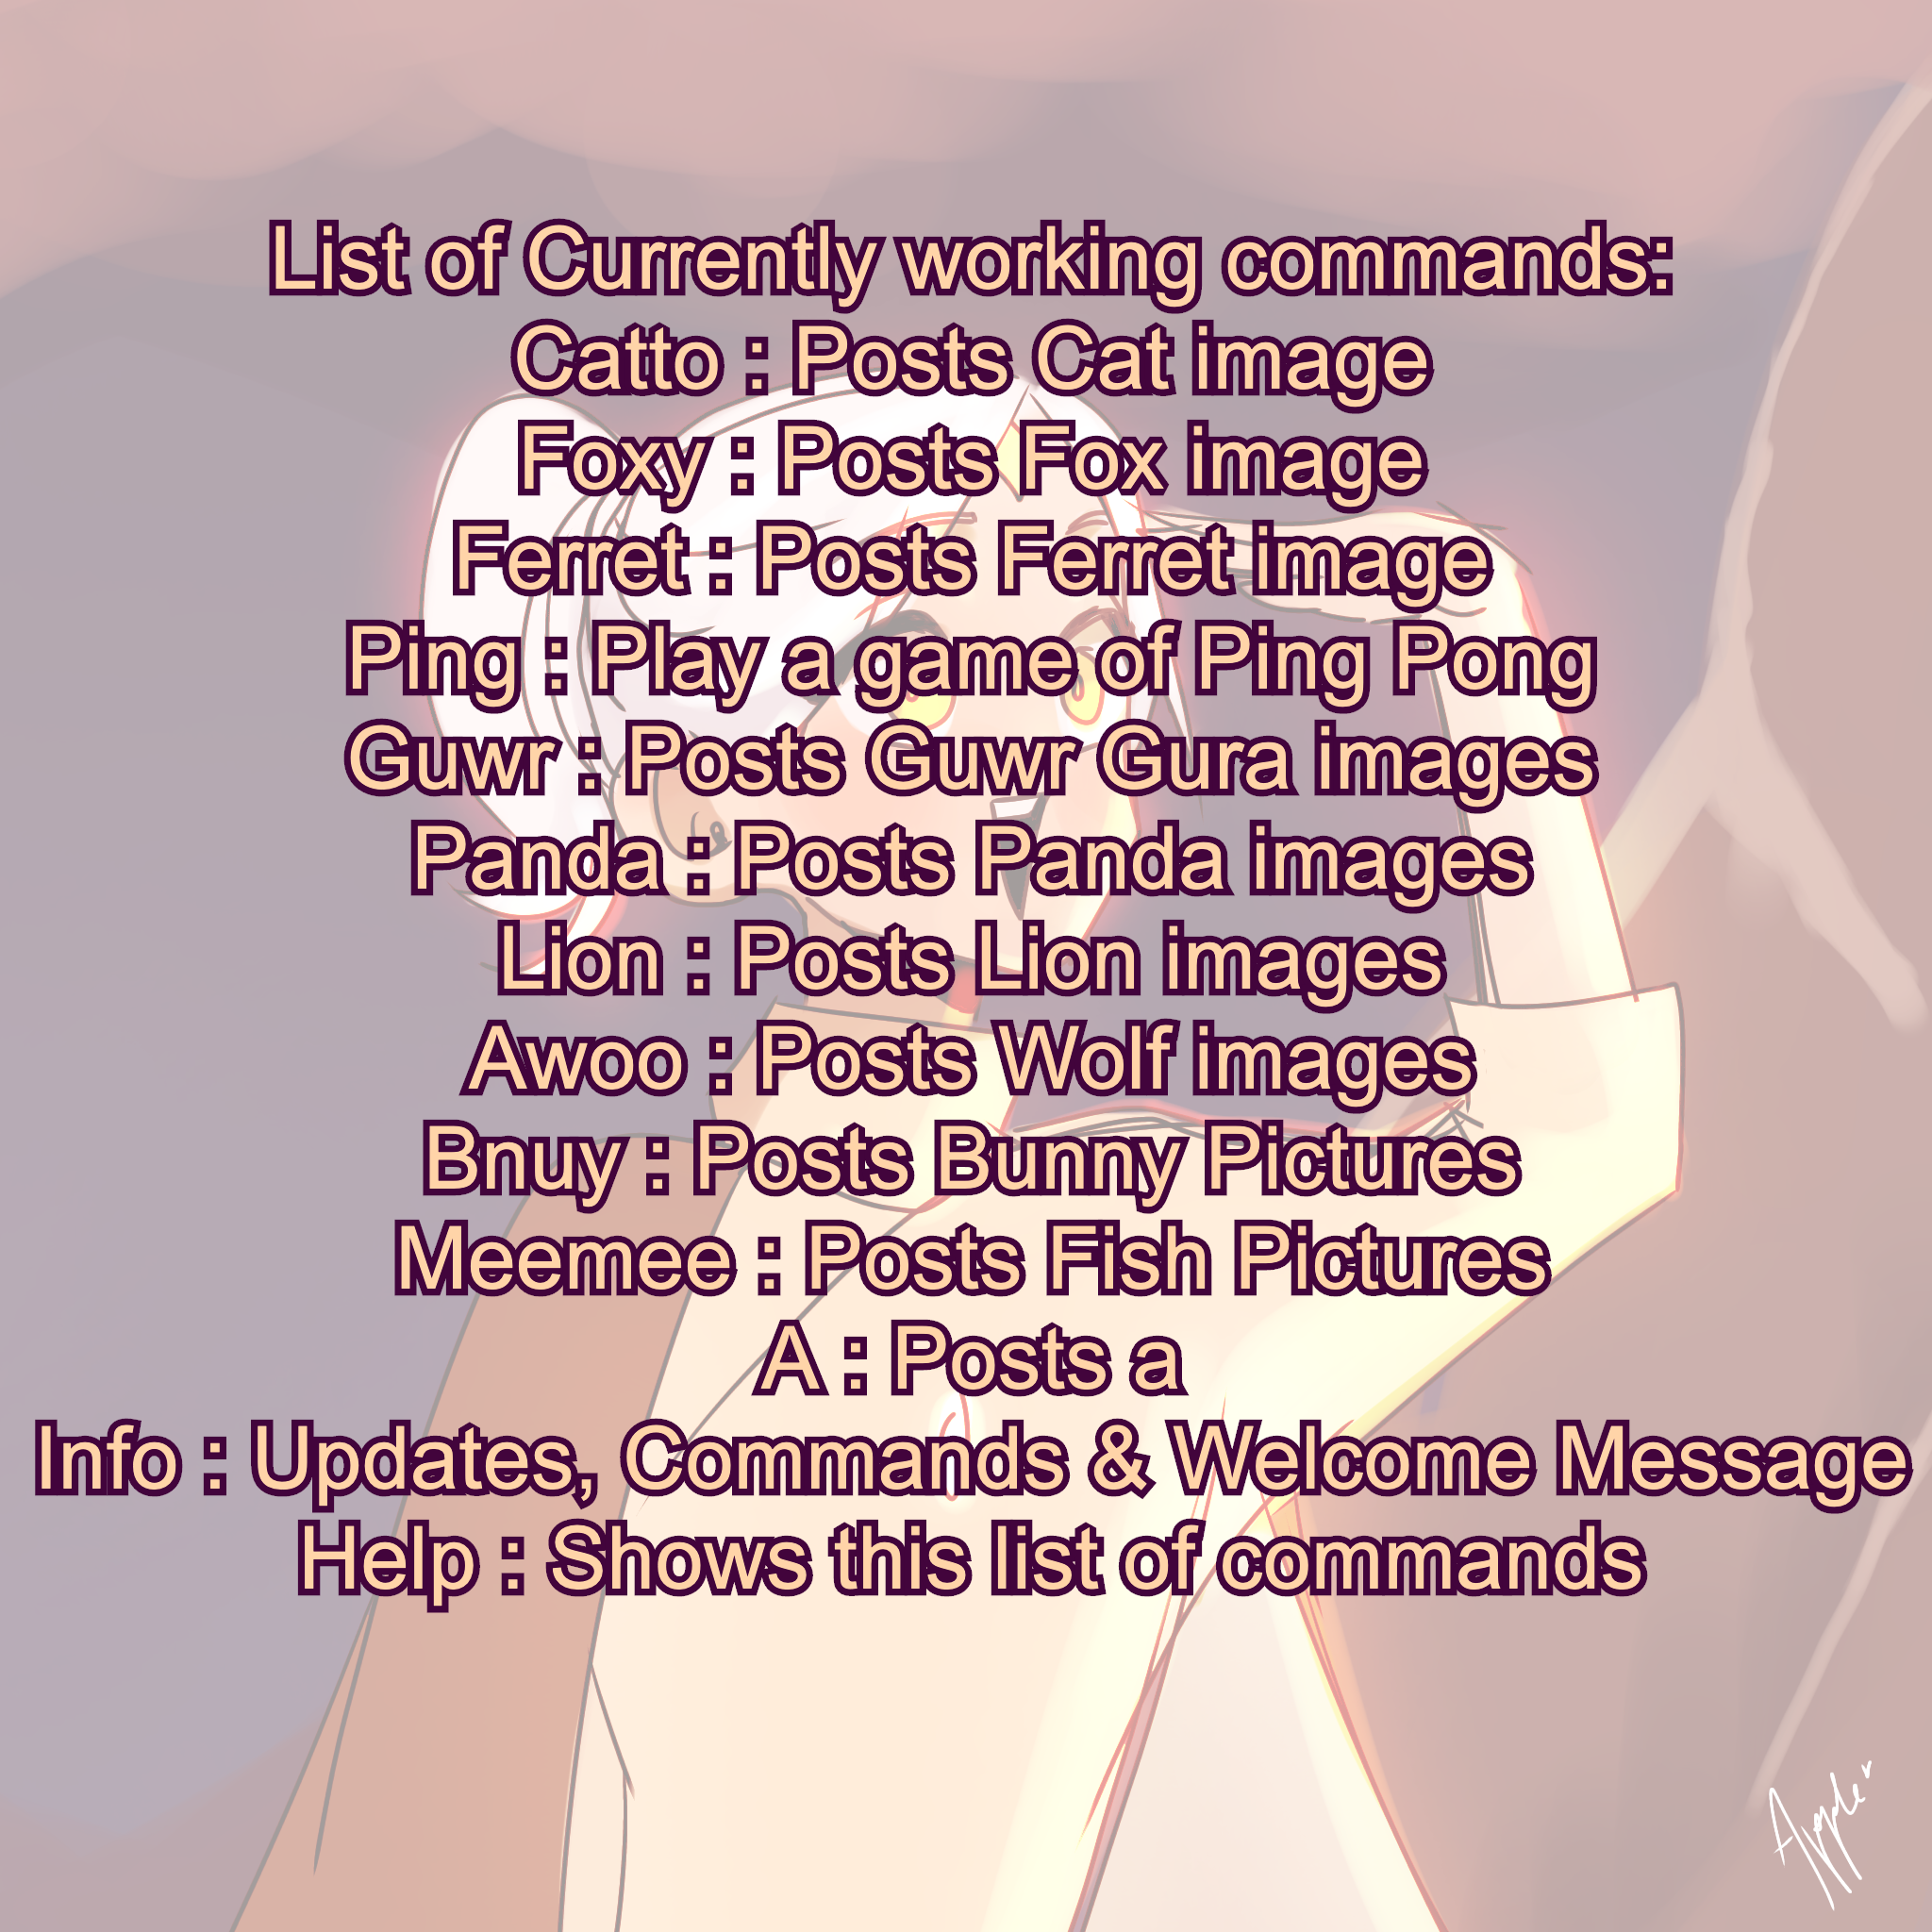 List of Currently working commands:
Catto : Posts Cat image
Foxy : Posts Fox image
Ferret : Posts Ferret image
Ping : Play a game of Ping Pong
Guwr : Posts Guwr Gura images
Panda : Posts Panda images
Lion : Posts Lion images
Awoo : Posts Wolf images
Bnuy : Posts Bunny Pictures
Meemee : Posts Fish Pictures
A : Posts a
Info : Updates, Commands & Welcome Message
Help : Shows this list of commands
Apple